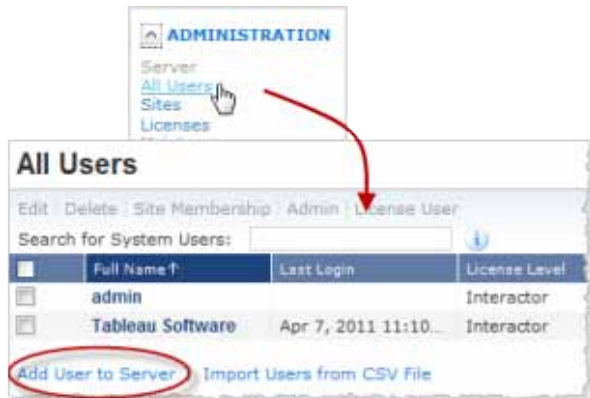 ADMINISTRATION
Server
All Users
Sites
Licenses
All Users
Edit Delete Site Membership Admin License User
Search for System Users:
Full Name↑ Last Login License Level
admin Interactor
Tableau Software Apr 7, 2011 11:10... Interactor
Add User to Server Import Users from CSV File